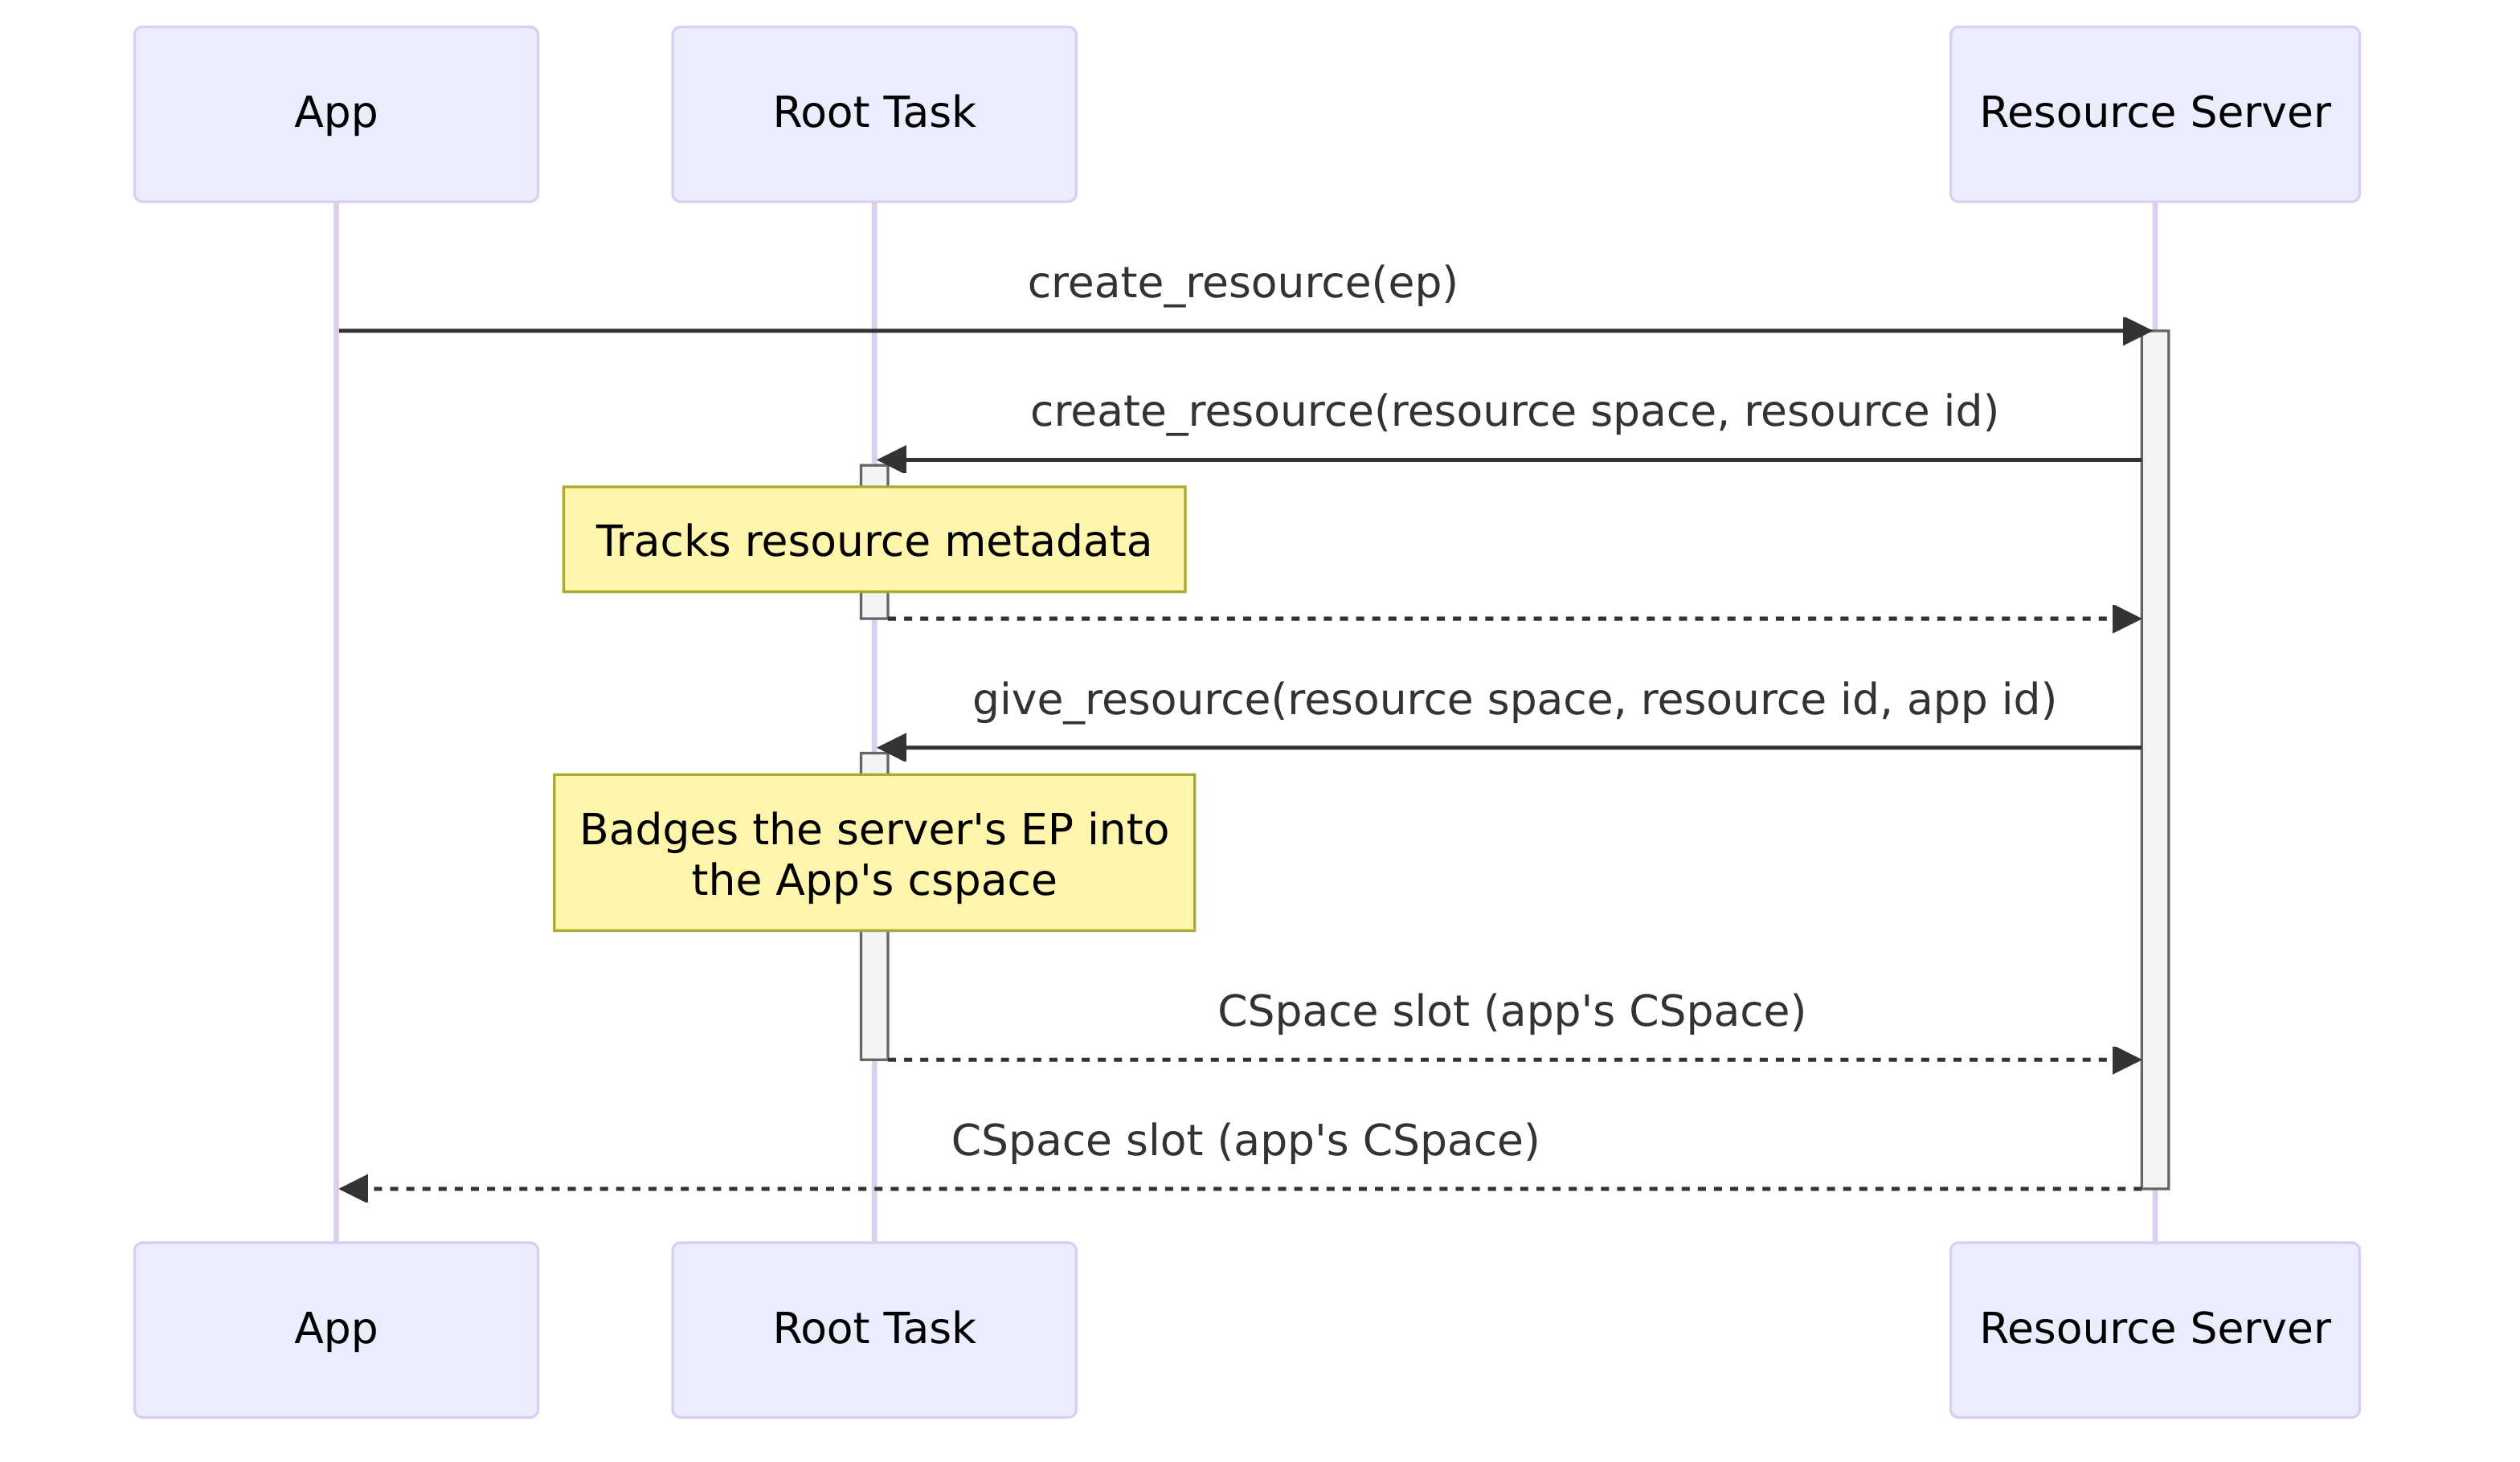 App
Root Task
Resource Server
create_resource(ep)
create_resource(resource space, resource id)
Tracks resource metadata
give_resource(resource space, resource id, app id)
Badges the server's EP into
the App's cspace
CSpace slot (app's CSpace)
CSpace slot (app's CSpace)
App
Root Task
Resource Server